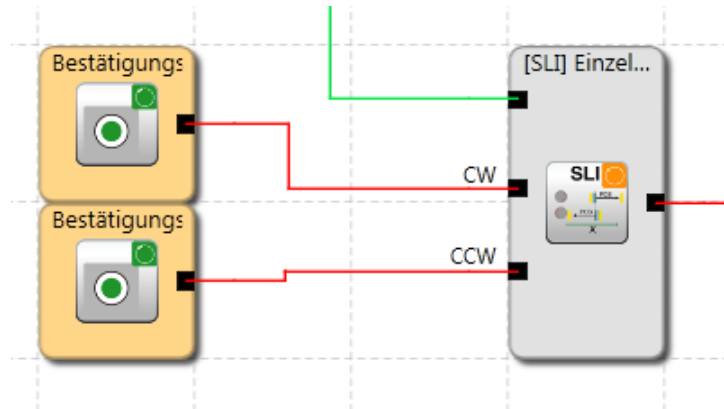 Bestätigungs
[SLI] Einzel...
SLI
CW
Bestätigungs
CCW